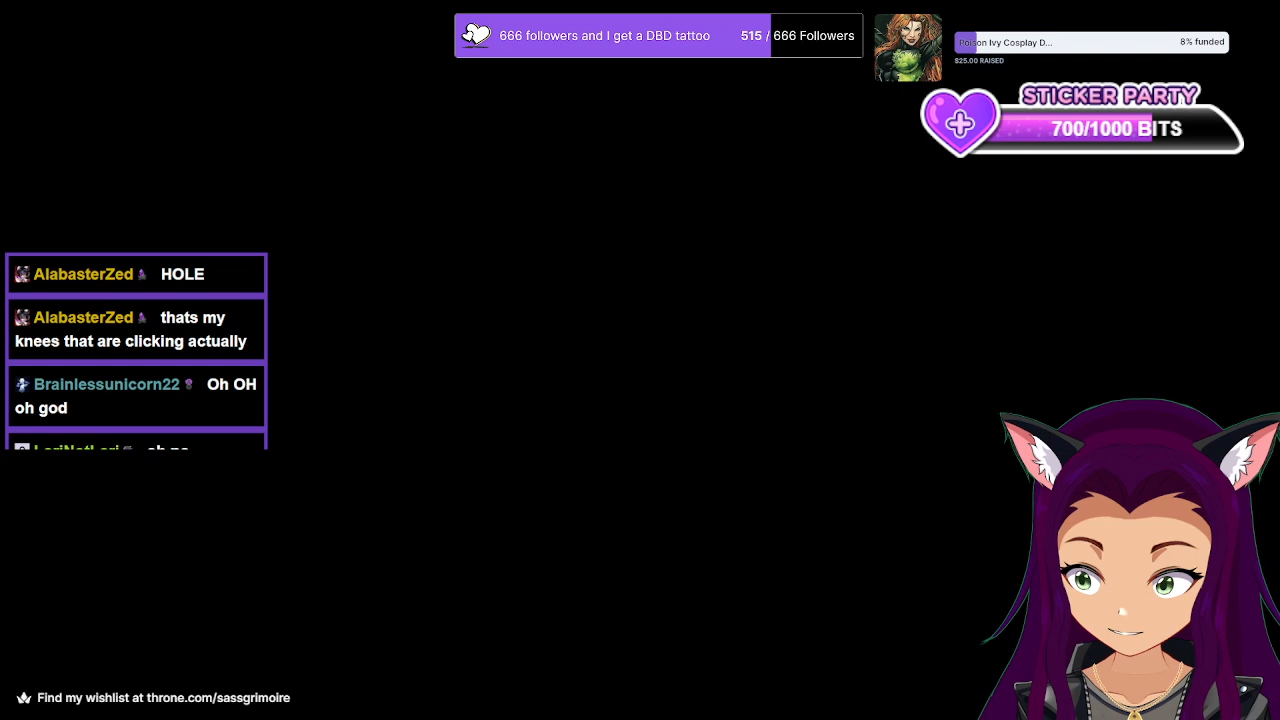 666 followers and I get a DBD tattoo 515 / 666 Followers
Poison Ivy Cosplay D... 8% funded
$25.00 RAISED
STICKER PARTY
700/1000 BITS
AlabasterZed HOLE
AlabasterZed thats my
knees that are clicking actually
BrainlessunIcorn22 Oh OH
oh god
Find my wishlist at throne.com/sassgrimoire